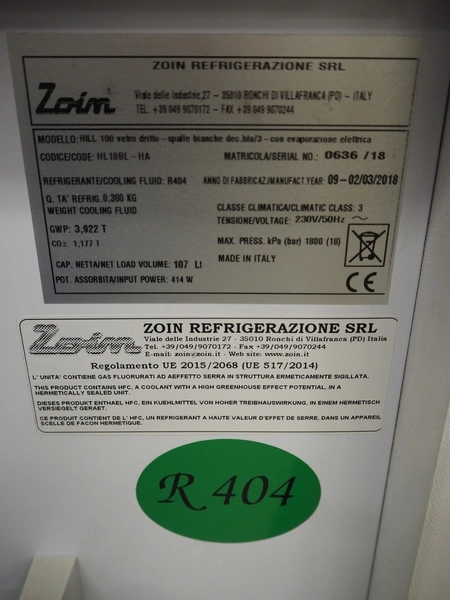 ZOIN REFRIGERAZIONE SRL
Zoin
Viale delle Industrie,27 - 35010 RONCHI DI VILLAFRANCA (PD) - ITALY
TEL. +39 049 9070172 - FAX +39 049 9070244
MODELLO: HILL 100 vetro dritto - spalle bianche dec.blu/3 - con evaporazione elettrica
CODICE/CODE: HL10BL-HA
MATRICOLA/SERIAL NO.: 0636 /18
REFRIGERANTE/COOLING FLUID: R404
ANNO DI FABBRICAZ/MANUFACT.YEAR: 09-02/03/2018
Q. TA' REFRIG. 0,300 KG
WEIGHT COOLING FLUID
CLASSE CLIMATICA/CLIMATIC CLASS: 3
TENSIONE/VOLTAGE: 230V/50Hz ~
GWP: 3,922 T
CO2 1,177 T
MAX. PRESS. kPa (bar) 1800 (18)
CAP. NETTA/NET LOAD VOLUME: 107 Lt
MADE IN ITALY
POT. ASSORBITA/INPUT POWER: 414 W
CE
Zoin
ZOIN REFRIGERAZIONE SRL
Viale delle Industrie 27 - 35010 Ronchi di Villafranca (PD) Italia
Tel. +39/049/9070172 - Fax +39/049/9070244
E-mail: zoin@zoin.it - Web site: www.zoin.it
Regolamento UE 2015/2068 (UE 517/2014)
L' UNITA' CONTIENE GAS FLUORURATI AD AEFFETTO SERRA IN STRUTTURA ERMETICAMENTE SIGILLATA.
THIS PRODUCT CONTAINS HFC, A COOLANT WITH A HIGH GREENHOUSE EFFECT POTENTIAL, IN A
HERMETICALLY SEALED UNIT.
DIESES PRODUKT ENTHAEL HFC, EIN KUEHLMITTEL VON HOHER TREIBHAUSWIRKUNG, IN EINEM HERMETISCH
VERSIEGELT GERAET.
CE PRODUIT CONTIENT DE L' HFC, UN REFRIGERANT A HAUTE VALEUR D'EFFET DE SERRE, DANS UN APPAREIL
SCELLE DE FACON HERMETIQUE.
R 404